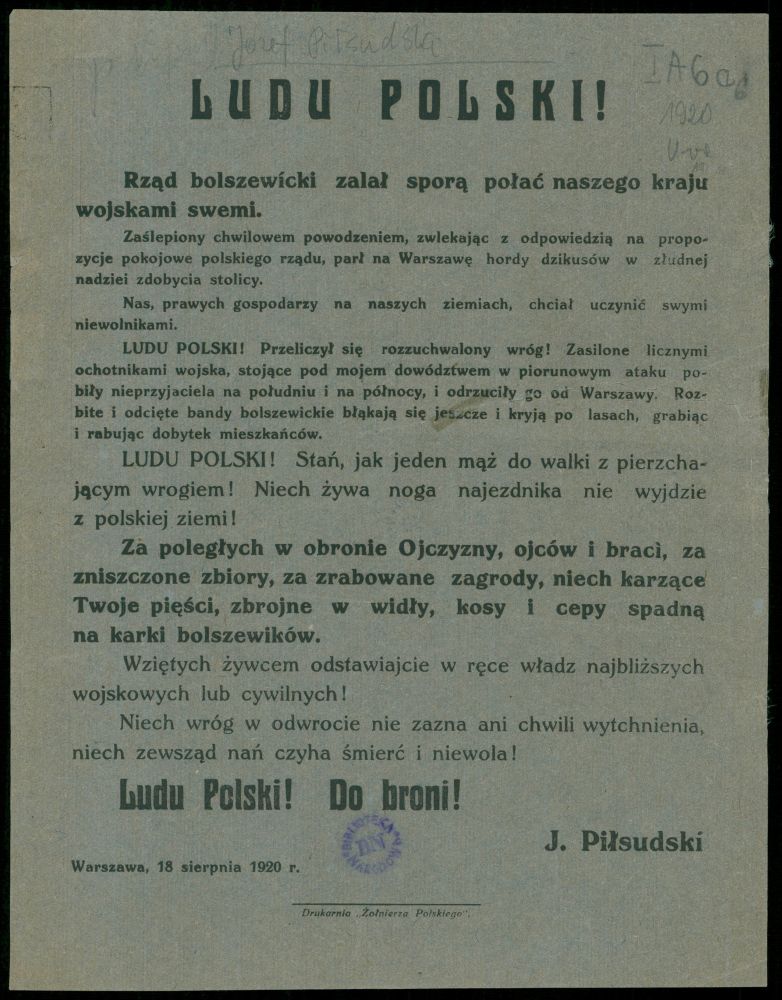 Józef Piłsudski
I A 6 a
1920
LUDU POLSKI!
Rząd bolszewicki zalał sporą połać naszego kraju
wojskami swemi.
Zaślepiony chwilowem powodzeniem, zwlekając z odpowiedzią na propo-
zycje pokojowe polskiego rządu, parł na Warszawę hordy dzikusów w złudnej
nadziei zdobycia stolicy.
Nas, prawych gospodarzy na naszych ziemiach, chciał uczynić swymi
niewolnikami.
LUDU POLSKI! Przeliczył się rozzuchwalony wróg! Zasilone licznymi
ochotnikami wojska, stojące pod mojem dowództwem w piorunowym ataku po-
biły nieprzyjaciela na południu i na północy, i odrzuciły go od Warszawy. Roz-
bite i odcięte bandy bolszewickie błąkają się jeszcze i kryją po lasach, grabiąc
i rabując dobytek mieszkańców.
LUDU POLSKI! Stań, jak jeden mąż do walki z pierzcha-
jącym wrogiem! Niech żywa noga najezdnika nie wyjdzie
z polskiej ziemi!
Za poległych w obronie Ojczyzny, ojców i braci, za
zniszczone zbiory, za zrabowane zagrody, niech karzące
Twoje pięści, zbrojne w widły, kosy i cepy spadną
na karki bolszewików.
Wziętych żywcem odstawiajcie w ręce władz najbliższych
wojskowych lub cywilnych!
Niech wróg w odwrocie nie zazna ani chwili wytchnienia,
niech zewsząd nań czyha śmierć i niewola!
Ludu Polski! Do broni!
J. Piłsudski
BIBLIOTEKA NARODOWA
BN
Warszawa, 18 sierpnia 1920 r.
Drukarnia „Żołnierza Polskiego".